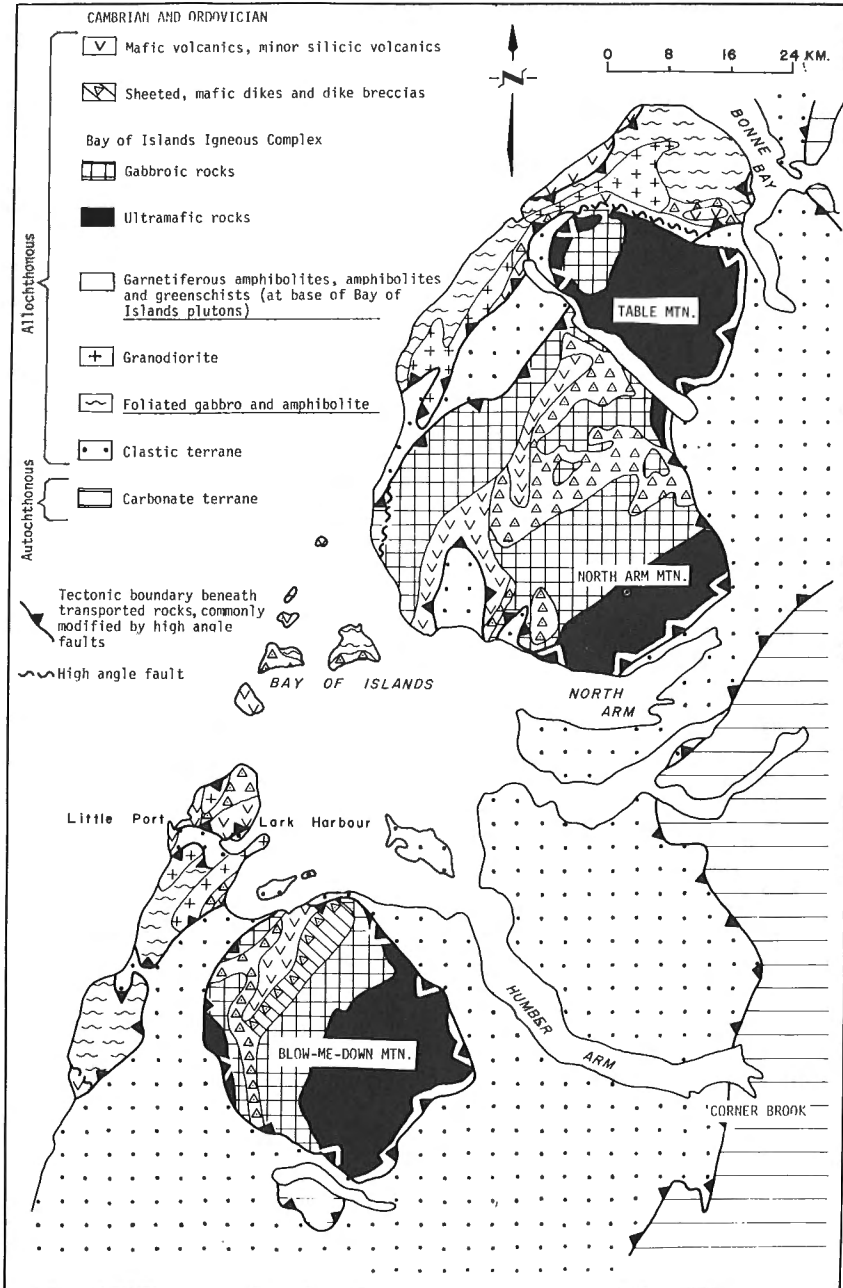 CAMBRIAN AND ORDOVICIAN
Mafic volcanics, minor silicic volcanics
Sheeted, mafic dikes and dike breccias
Bay of Islands Igneous Complex
Gabbroic rocks
Ultramafic rocks
Garnetiferous amphibolites, amphibolites
and greenschists (at base of Bay of
Islands plutons)
Granodiorite
Foliated gabbro and amphibolite
Clastic terrane
Carbonate terrane
Allochthonous
Autochthonous
Tectonic boundary beneath
transported rocks, commonly
modified by high angle
faults
High angle fault
N
0 8 16 24 KM.
BONNE BAY
TABLE MTN.
NORTH ARM MTN.
BAY OF ISLANDS
NORTH
ARM
Little Port
Lark Harbour
HUMBER
ARM
BLOW-ME-DOWN MTN.
CORNER BROOK